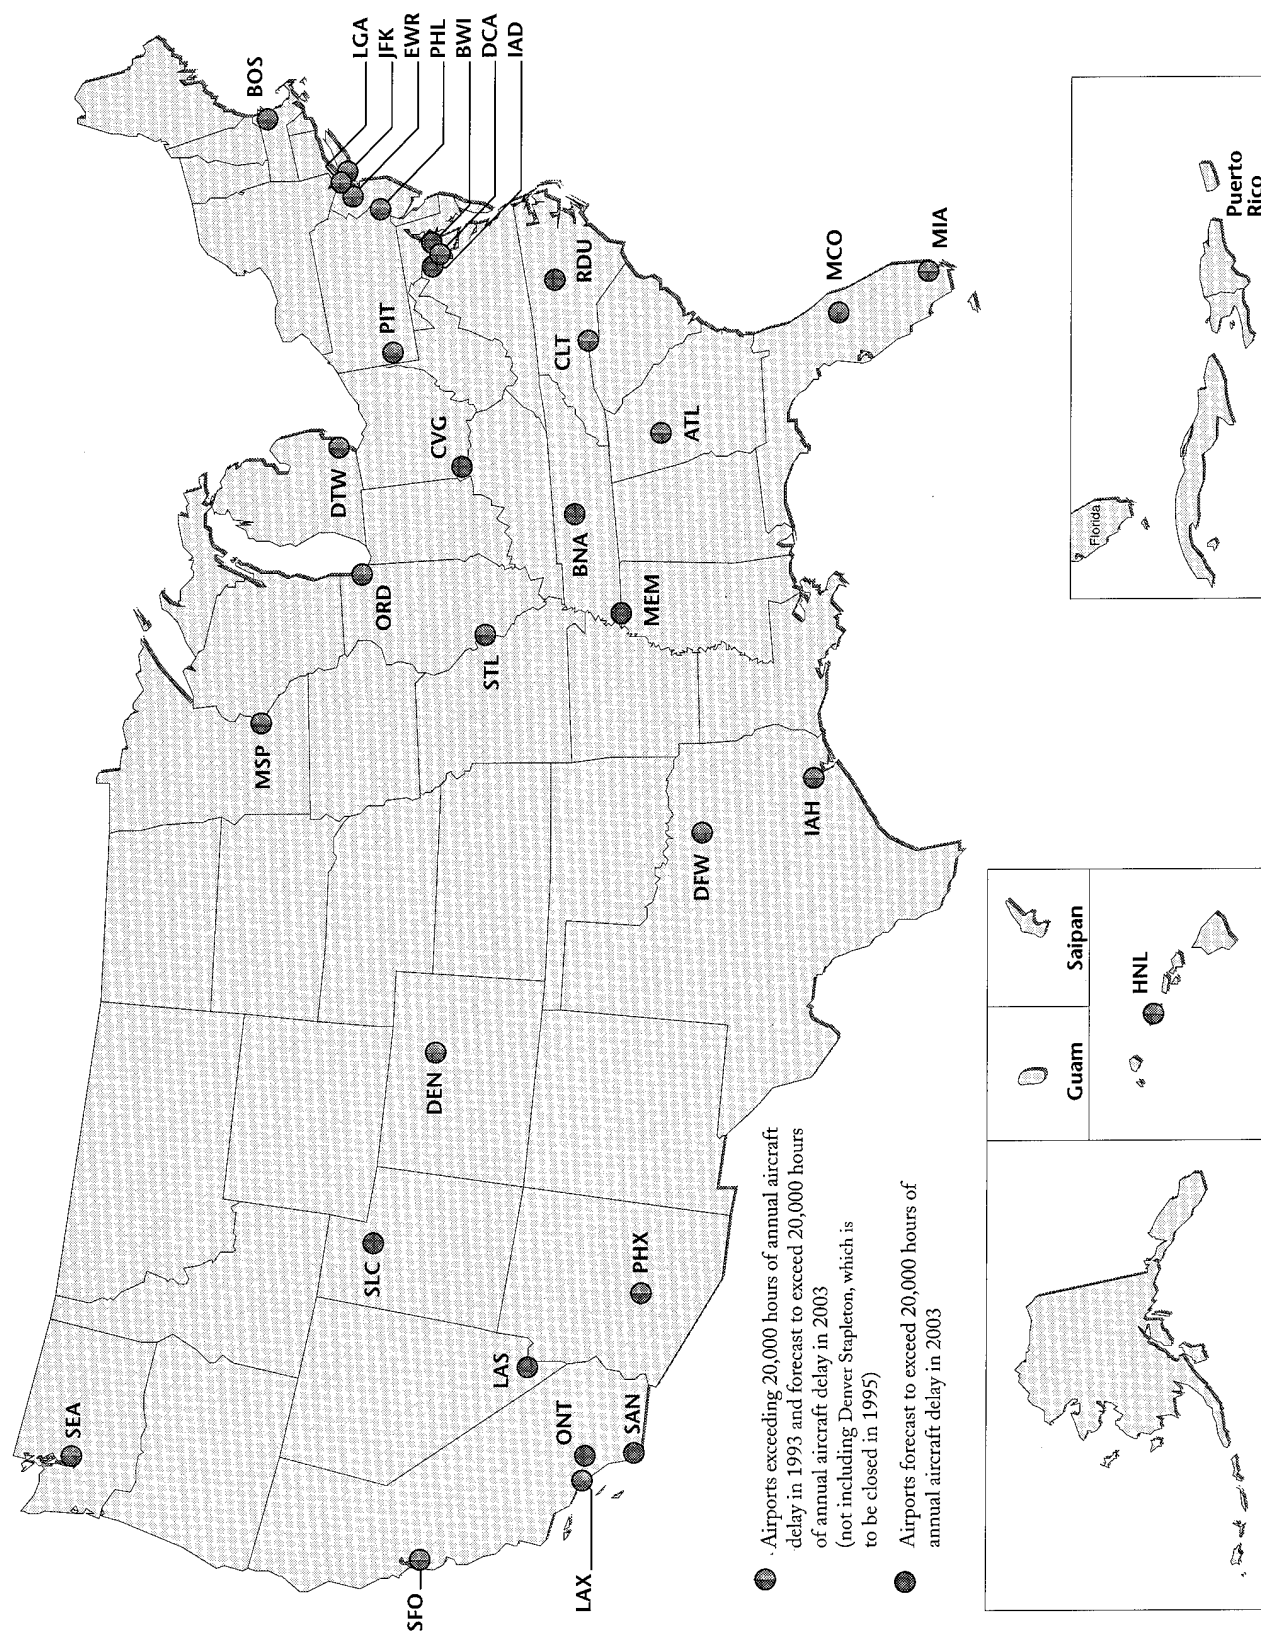 SEA
SFO
LAX
ONT
SAN
LAS
SLC
PHX
DEN
DFW
IAH
MSP
STL
ORD
MEM
BNA
DTW
CVG
ATL
PIT
CLT
RDU
MCO
MIA
BOS
LGA
JFK
EWR
PHL
BWI
DCA
IAD
Airports exceeding 20,000 hours of annual aircraft
delay in 1993 and forecast to exceed 20,000 hours
of annual aircraft delay in 2003
(not including Denver Stapleton, which is
to be closed in 1995)
Airports forecast to exceed 20,000 hours of
annual aircraft delay in 2003
Guam
Saipan
HNL
Florida
Puerto
Rico